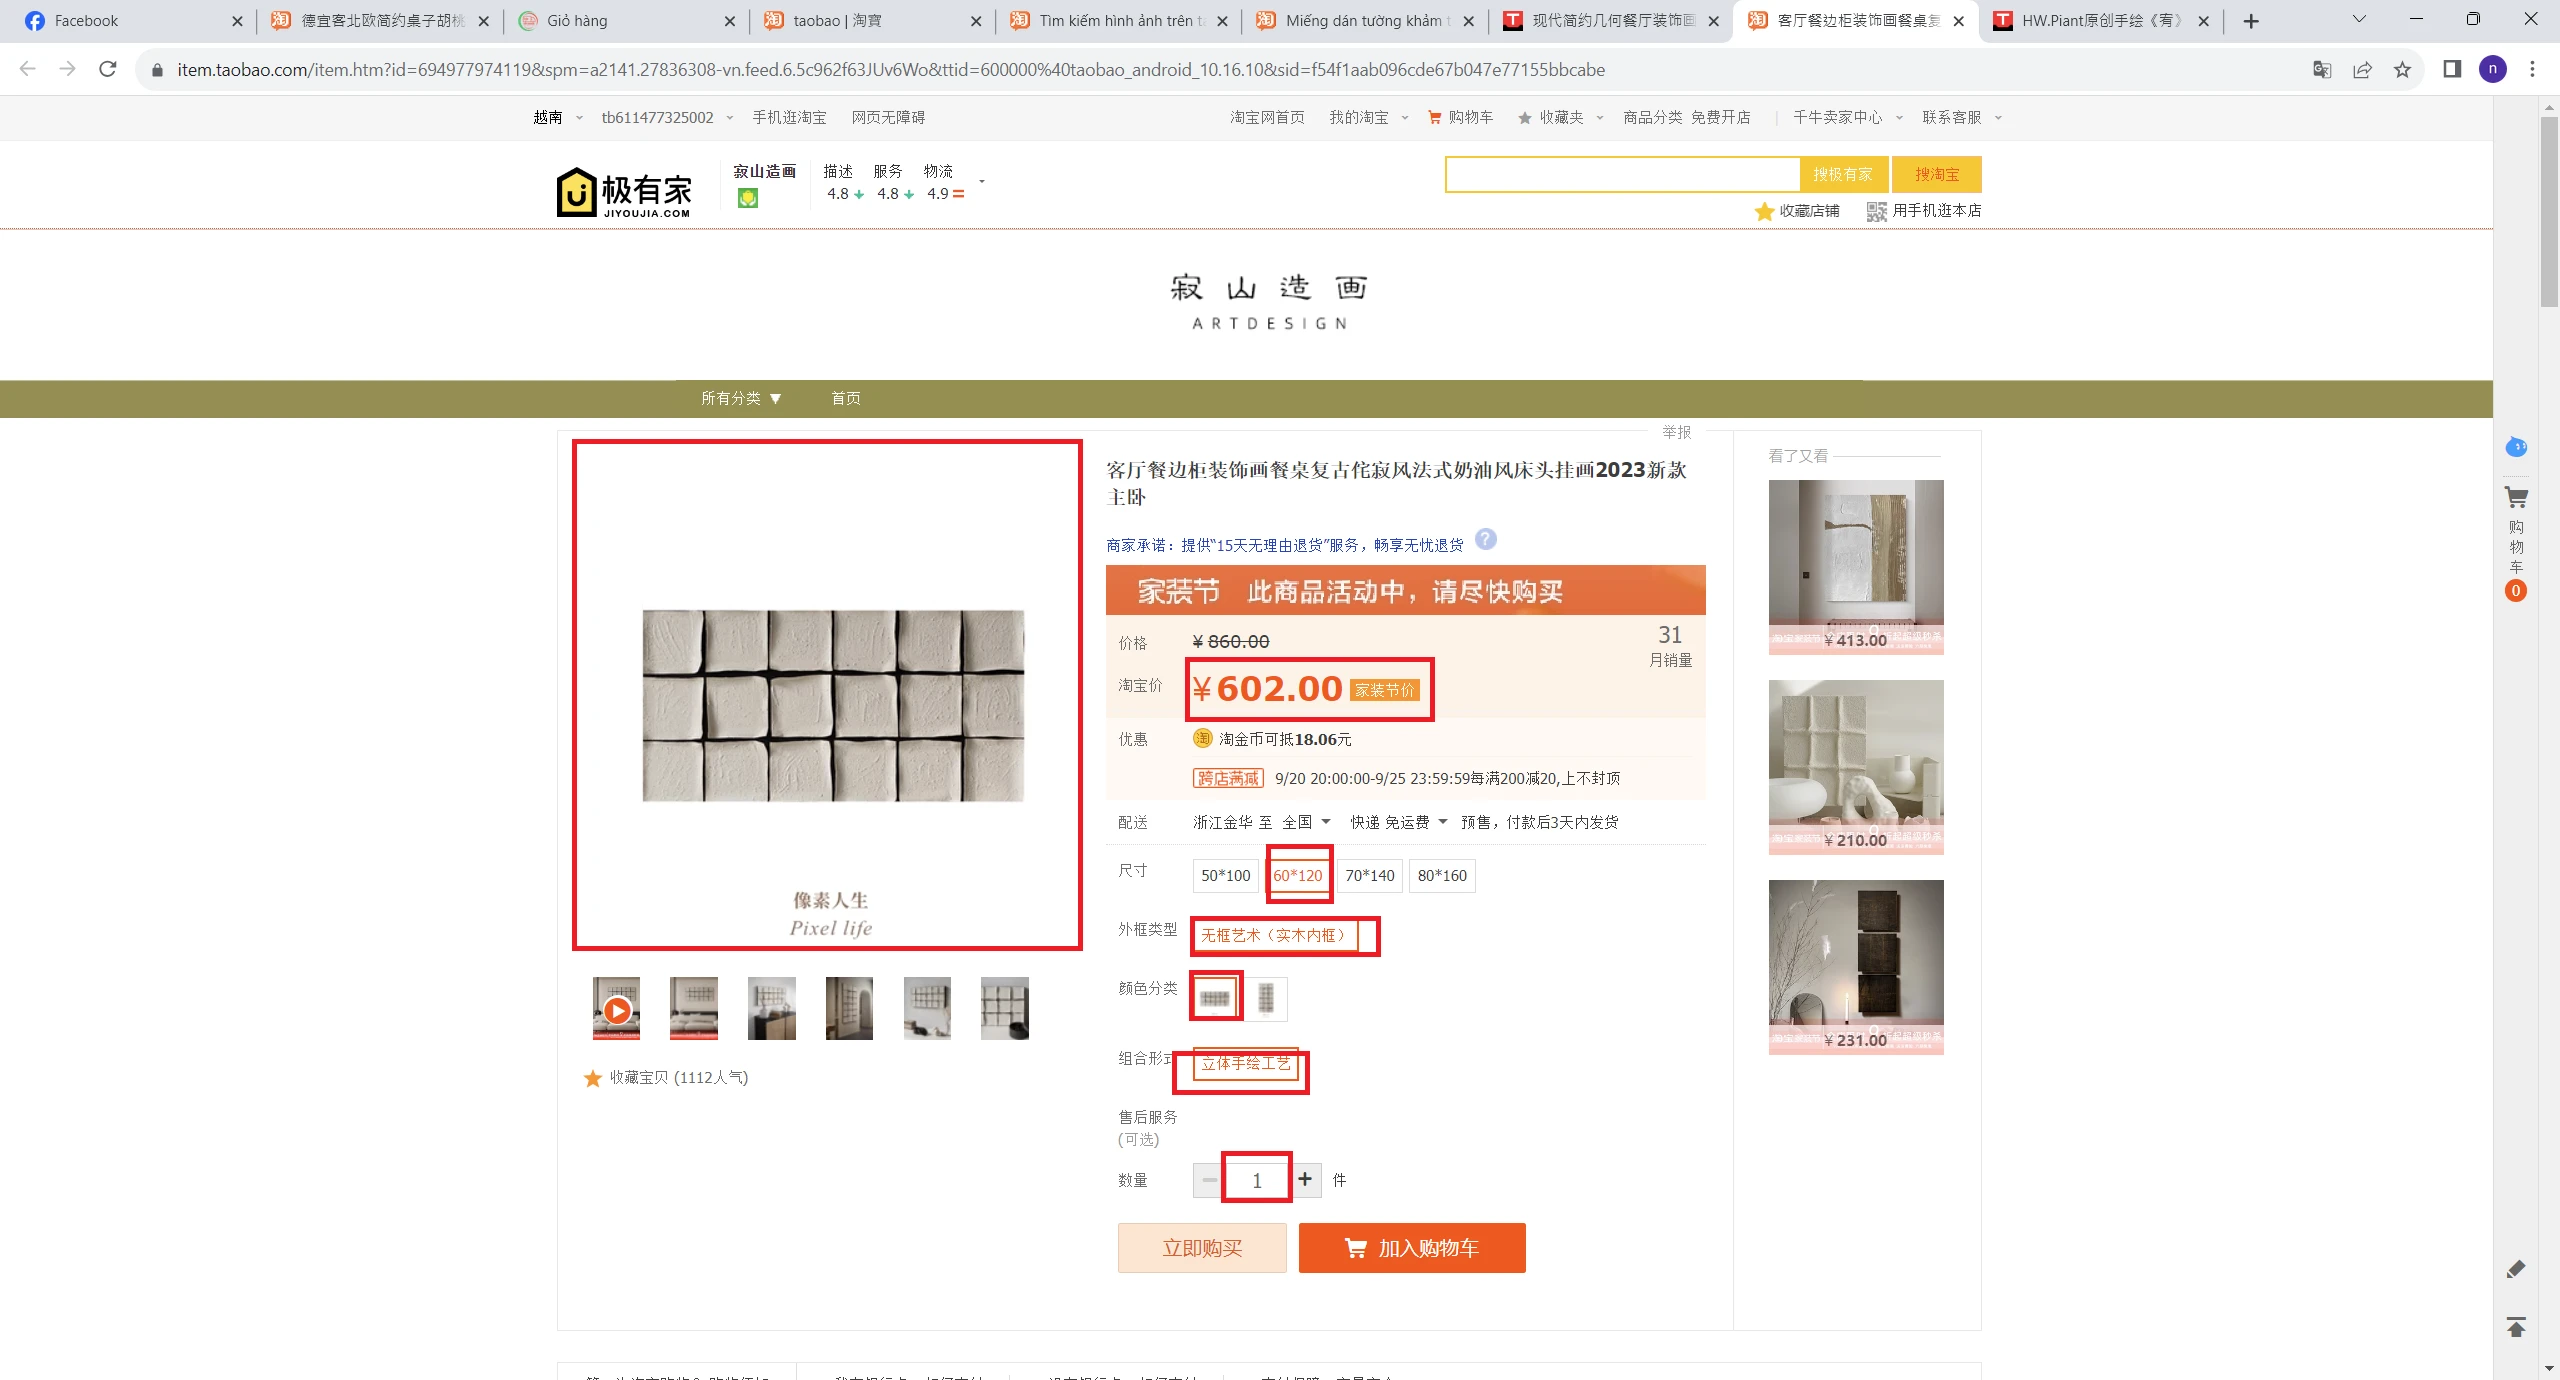 Facebook
德宜客北欧简约桌子胡桃
Giỏ hàng
taobao | 淘寶
Tìm kiếm hình ảnh trên ta
Miếng dán tường khảm t
现代简约几何餐厅装饰画
客厅餐边柜装饰画餐桌复
HW.Piant原创手绘《宥》
item.taobao.com/item.htm?id=694977974119&spm=a2141.27836308-vn.feed.6.5c962f63JUv6Wo&ttid=600000%40taobao_android_10.16.10&sid=f54f1aab096cde67b047e77155bbcabe
n
越南 tb611477325002 手机逛淘宝 网页无障碍 淘宝网首页 我的淘宝 购物车 收藏夹 商品分类 免费开店 千牛卖家中心 联系客服
极有家
JIYOUJIA.COM
寂山造画
描述 服务 物流
4.8 4.8 4.9
搜极有家 搜淘宝
收藏店铺 用手机逛本店
寂山造画
ARTDESIGN
所有分类 首页
举报
客厅餐边柜装饰画餐桌复古侘寂风法式奶油风床头挂画2023新款
主卧
商家承诺：提供“15天无理由退货”服务，畅享无忧退货 ?
家装节 此商品活动中，请尽快购买
价格 ¥ 860.00
31
月销量
淘宝价 ¥ 602.00 家装节价
优惠 淘金币可抵18.06元
跨店满减 9/20 20:00:00-9/25 23:59:59每满200减20,上不封顶
配送 浙江金华 至 全国 快递 免运费 预售，付款后3天内发货
尺寸 50*100 60*120 70*140 80*160
外框类型 无框艺术（实木内框）
颜色分类
组合形式 立体手绘工艺
售后服务
(可选)
数量 1 件
立即购买 加入购物车
像素人生
Pixel life
收藏宝贝 (1112人气)
看了又看
¥ 413.00
¥ 210.00
¥ 231.00
购
物
车
0